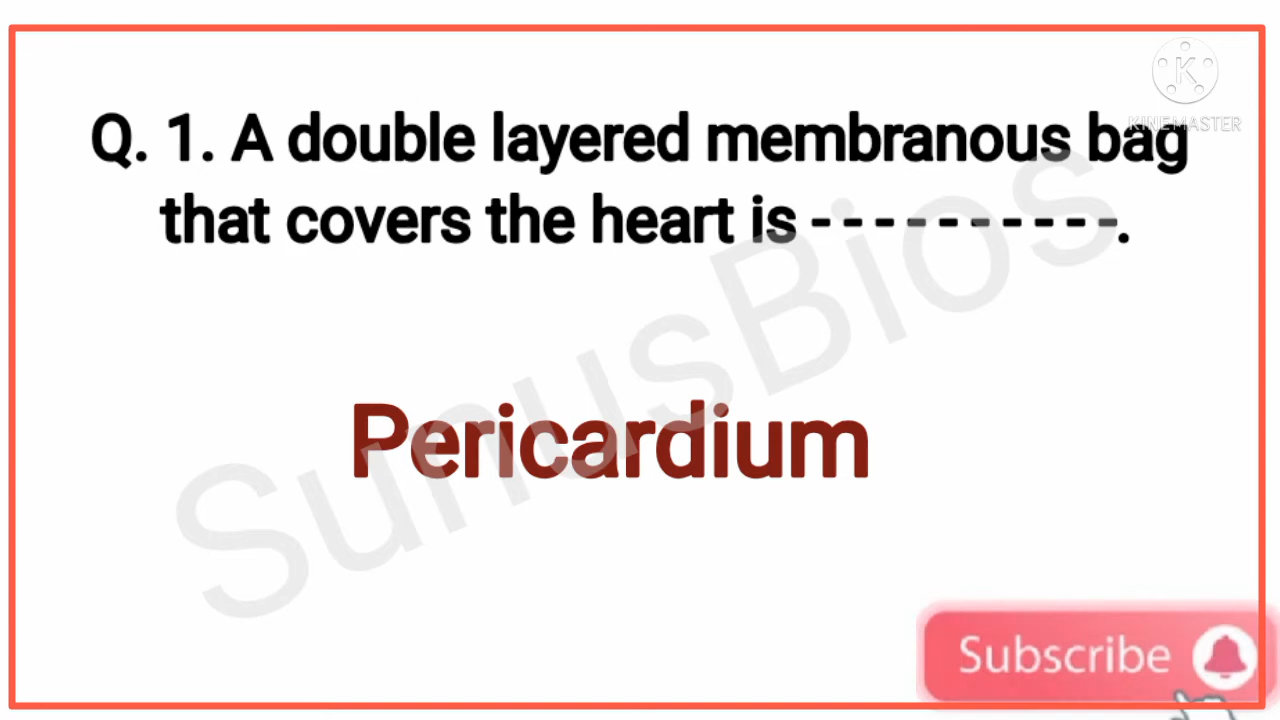 KINEMASTER
Q. 1. A double layered membranous bag
that covers the heart is - - - - - - - - - -.
SunusBios
Pericardium
Subscribe